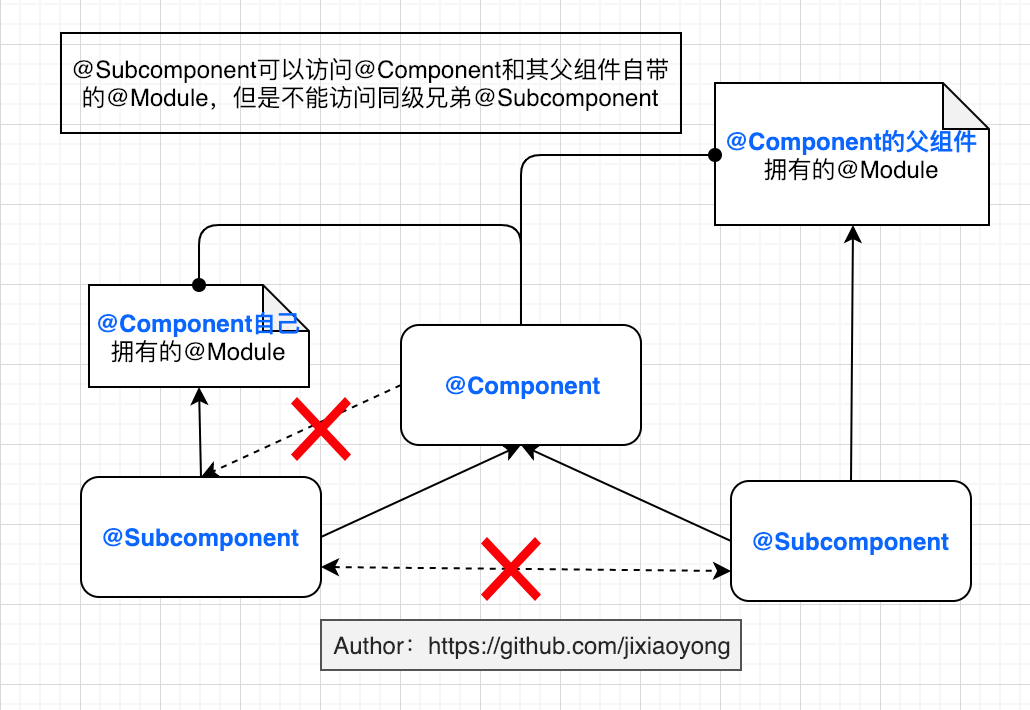 @Subcomponent可以访问@Component和其父组件自带
的@Module，但是不能访问同级兄弟@Subcomponent
@Component的父组件
拥有的@Module
@Component自己
拥有的@Module
@Component
@Subcomponent
@Subcomponent
Author：https://github.com/jixiaoyong